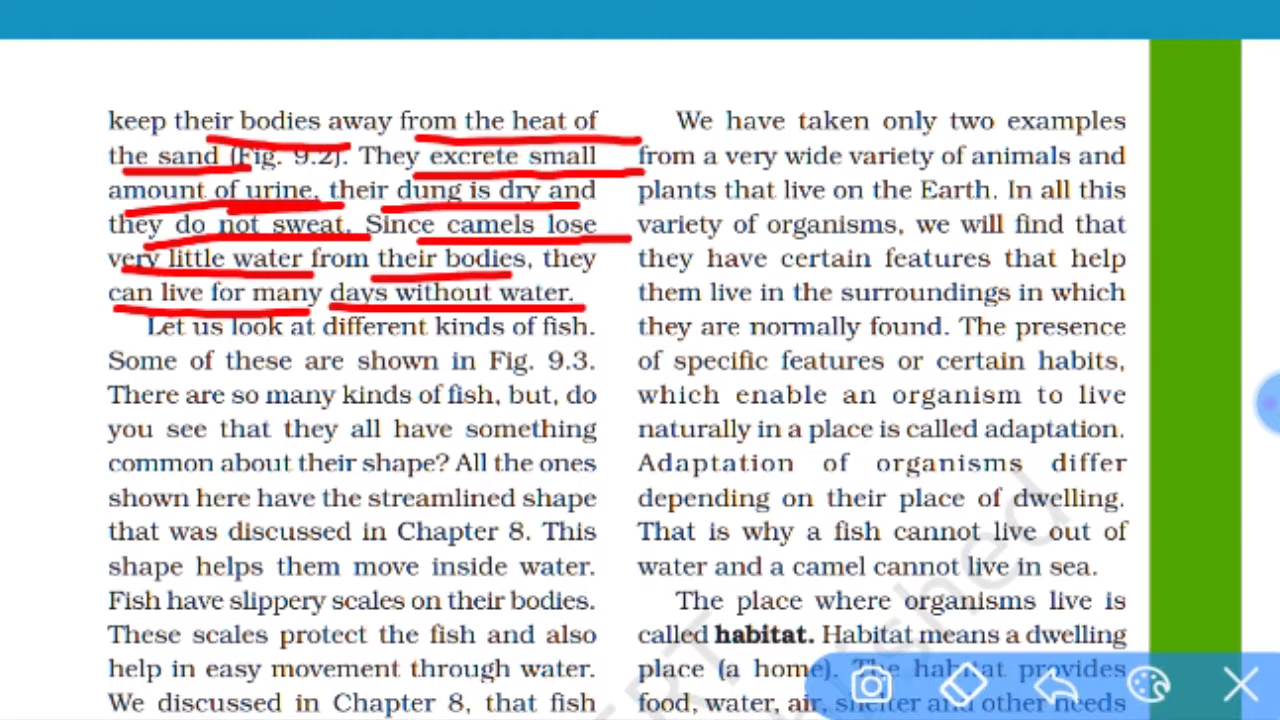 keep their bodies away from the heat of
the sand (Fig. 9.2). They excrete small
amount of urine, their dung is dry and
they do not sweat. Since camels lose
very little water from their bodies, they
can live for many days without water.
Let us look at different kinds of fish.
Some of these are shown in Fig. 9.3.
There are so many kinds of fish, but, do
you see that they all have something
common about their shape? All the ones
shown here have the streamlined shape
that was discussed in Chapter 8. This
shape helps them move inside water.
Fish have slippery scales on their bodies.
These scales protect the fish and also
help in easy movement through water.
We discussed in Chapter 8, that fish
We have taken only two examples
from a very wide variety of animals and
plants that live on the Earth. In all this
variety of organisms, we will find that
they have certain features that help
them live in the surroundings in which
they are normally found. The presence
of specific features or certain habits,
which enable an organism to live
naturally in a place is called adaptation.
Adaptation of organisms differ
depending on their place of dwelling.
That is why a fish cannot live out of
water and a camel cannot live in sea.
The place where organisms live is
called habitat. Habitat means a dwelling
place (a home). The habitat provides
food, water, air, shelter and other needs